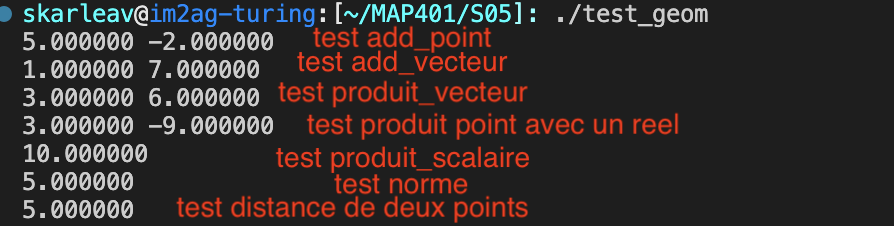 skarleav@im2ag-turing:[~/MAP401/S05]: ./test_geom
5.000000 -2.000000 test add_point
1.000000 7.000000 test add_vecteur
3.000000 6.000000 test produit_vecteur
3.000000 -9.000000 test produit point avec un reel
10.000000 test produit_scalaire
5.000000 test norme
5.000000 test distance de deux points